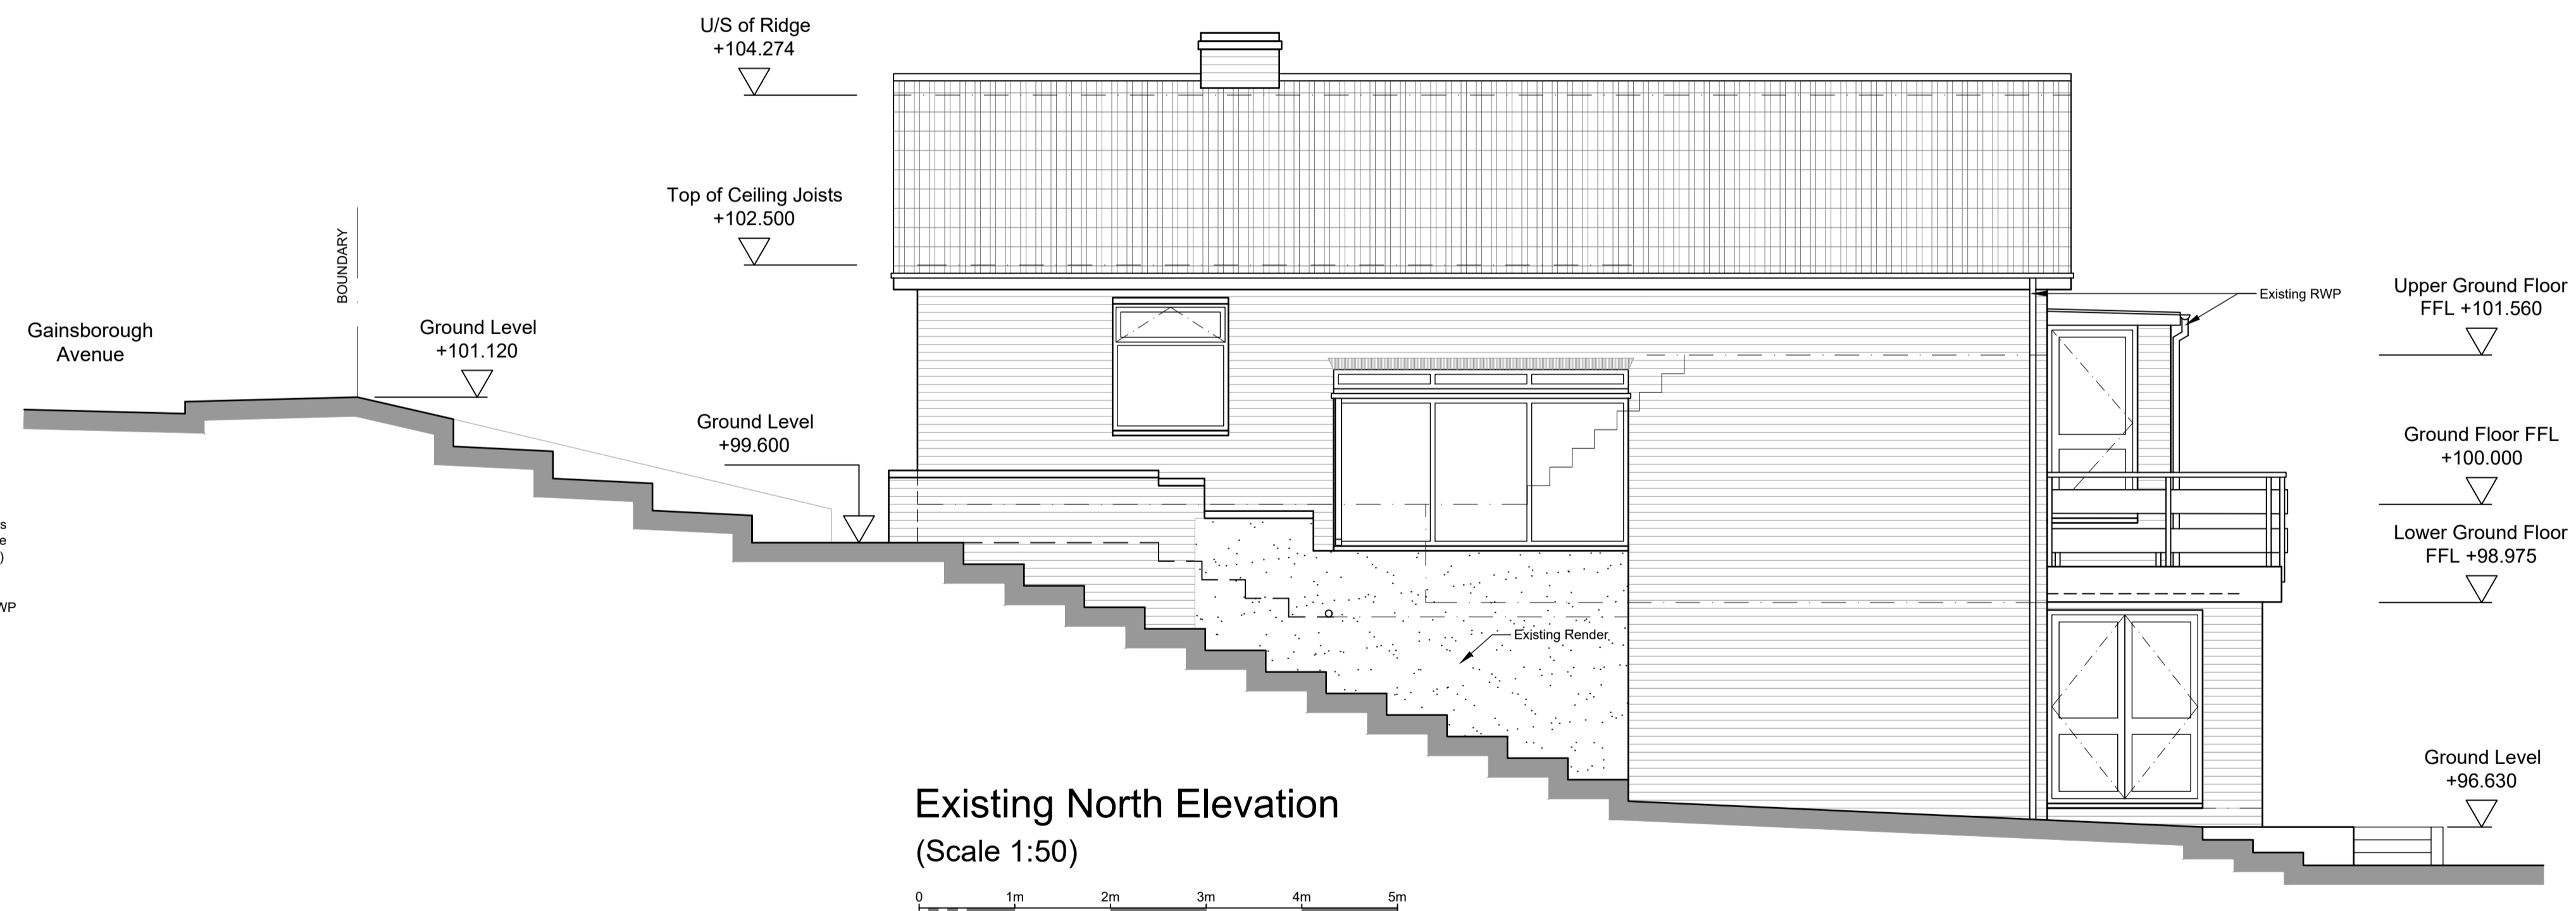 U/S of Ridge
+104.274
Top of Ceiling Joists
+102.500
BOUNDARY
Gainsborough
Avenue
Ground Level
+101.120
Ground Level
+99.600
Existing RWP
Upper Ground Floor
FFL +101.560
Ground Floor FFL
+100.000
Lower Ground Floor
FFL +98.975
Existing Render
Ground Level
+96.630
Existing North Elevation
(Scale 1:50)
0 1m 2m 3m 4m 5m